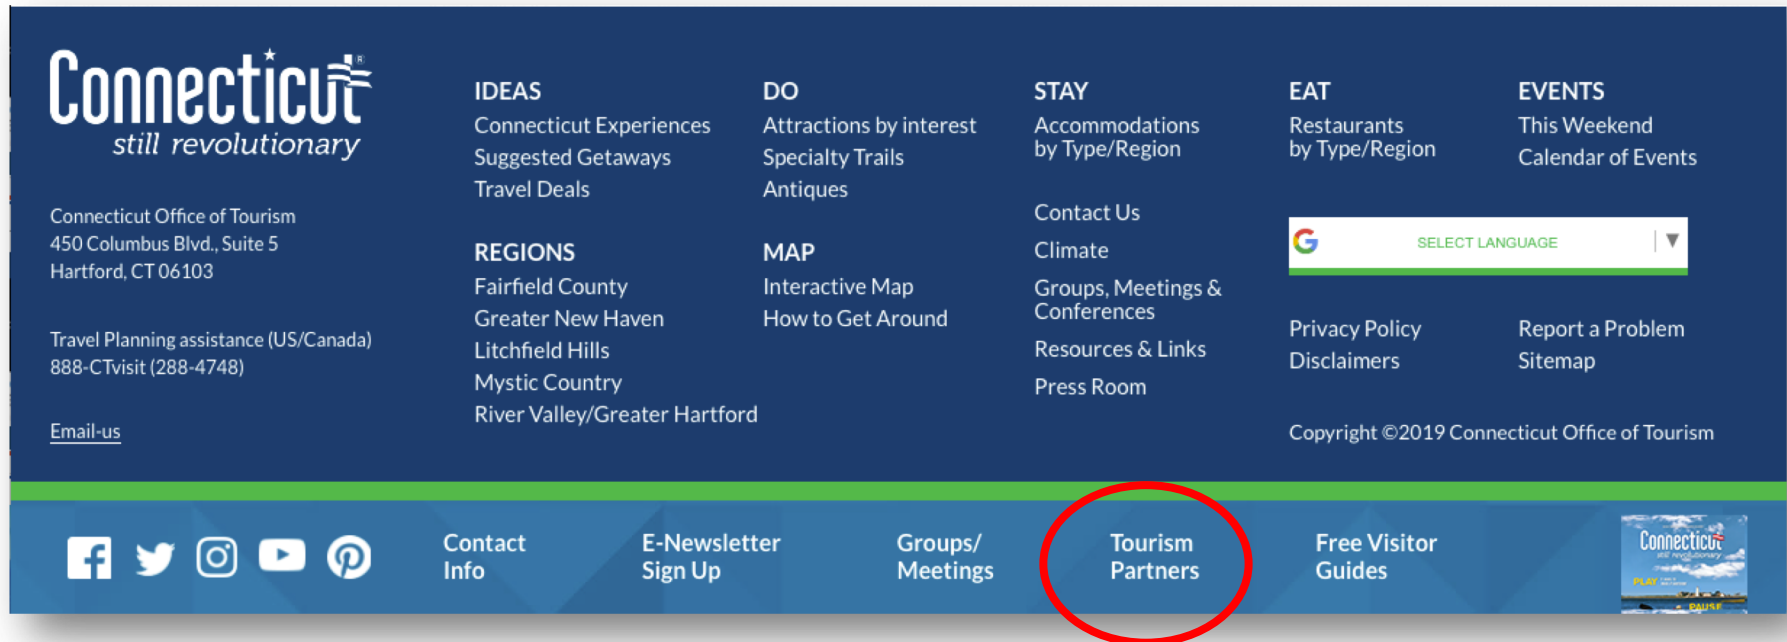 Connecticut®
still revolutionary
Connecticut Office of Tourism
450 Columbus Blvd., Suite 5
Hartford, CT 06103
Travel Planning assistance (US/Canada)
888-CTvisit (288-4748)
Email-us
IDEAS
Connecticut Experiences
Suggested Getaways
Travel Deals
REGIONS
Fairfield County
Greater New Haven
Litchfield Hills
Mystic Country
River Valley/Greater Hartford
DO
Attractions by interest
Specialty Trails
Antiques
MAP
Interactive Map
How to Get Around
STAY
Accommodations
by Type/Region
Contact Us
Climate
Groups, Meetings &
Conferences
Resources & Links
Press Room
EAT
Restaurants
by Type/Region
EVENTS
This Weekend
Calendar of Events
G
SELECT LANGUAGE
Privacy Policy
Disclaimers
Report a Problem
Sitemap
Copyright ©2019 Connecticut Office of Tourism
Contact
Info
E-Newsletter
Sign Up
Groups/
Meetings
Tourism
Partners
Free Visitor
Guides
Connecticut
still revolutionary
PLAY
PAUSE